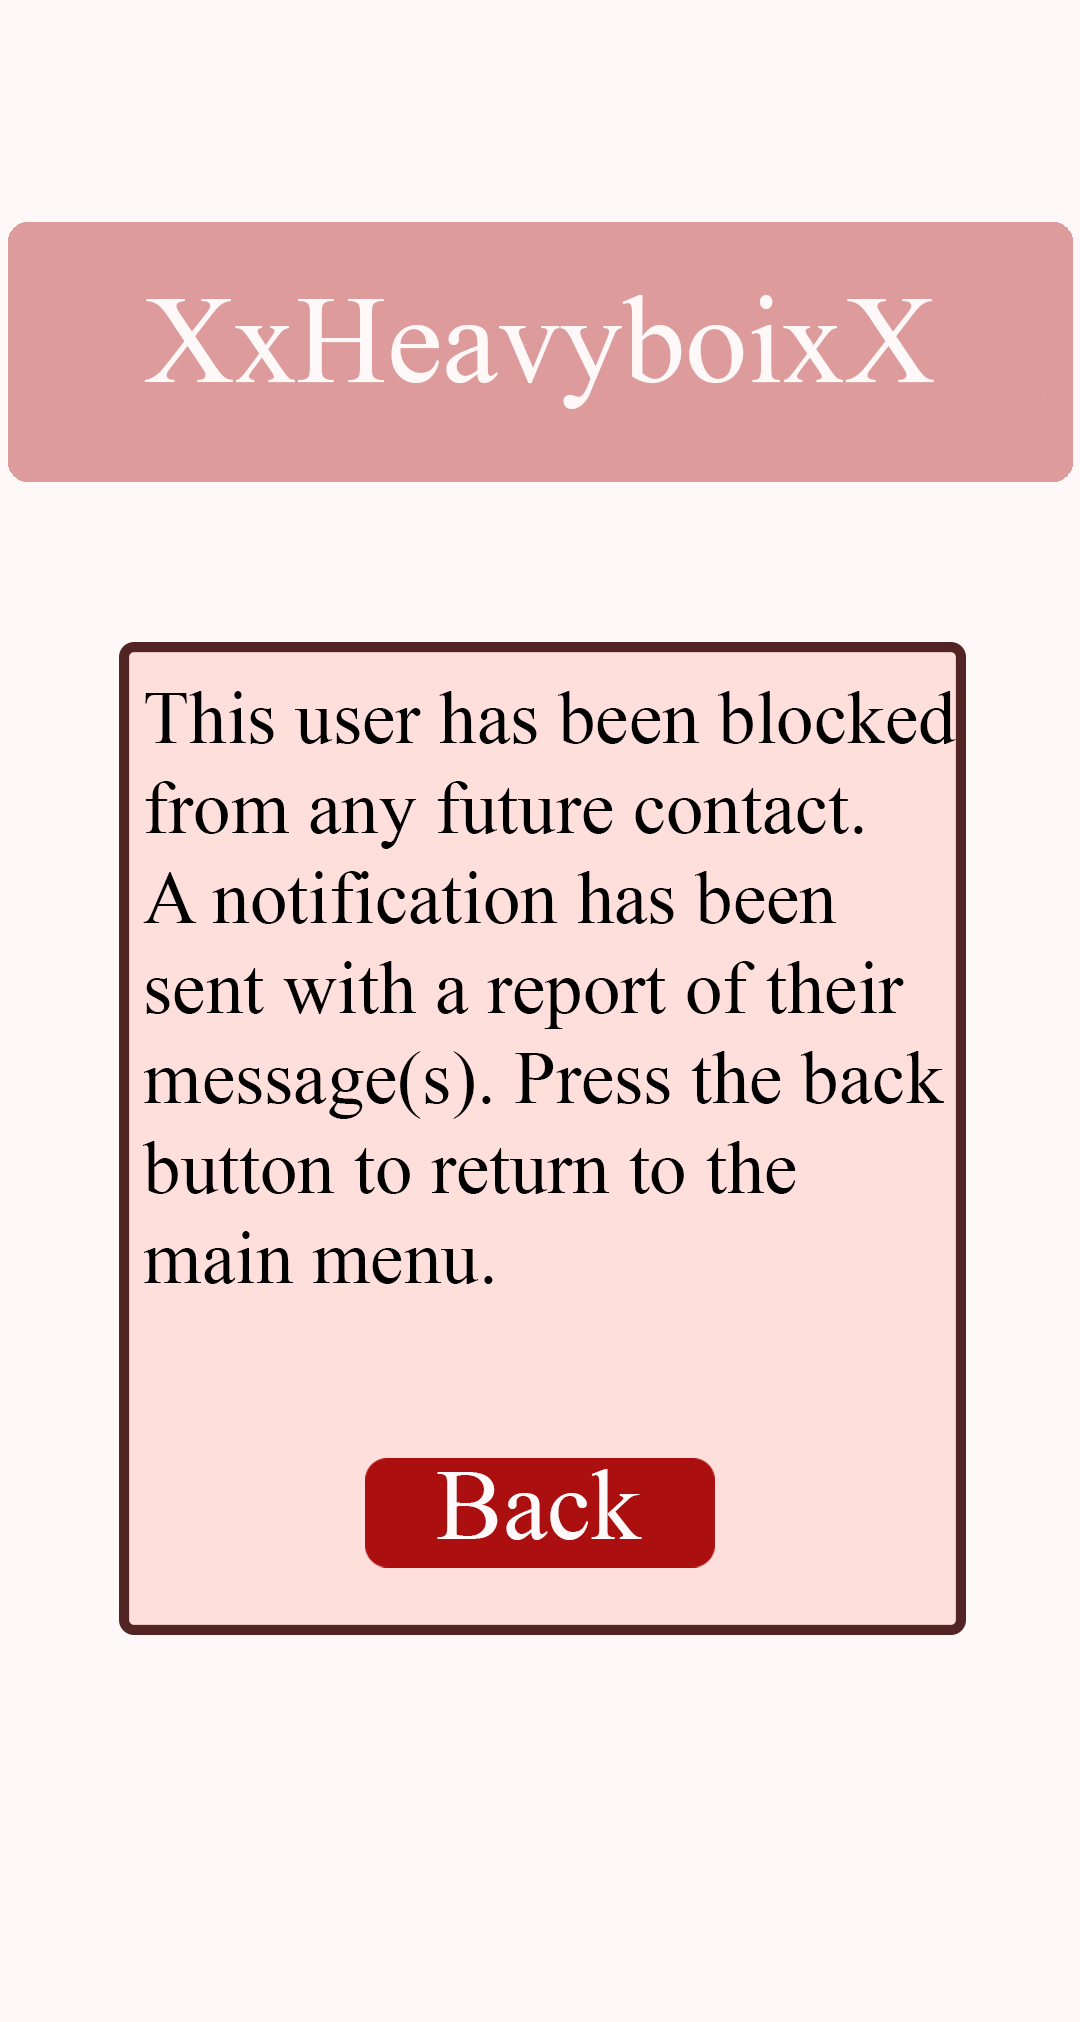 XxHeavyboixX
This user has been blocked
from any future contact.
A notification has been
sent with a report of their
message(s). Press the back
button to return to the
main menu.
Back